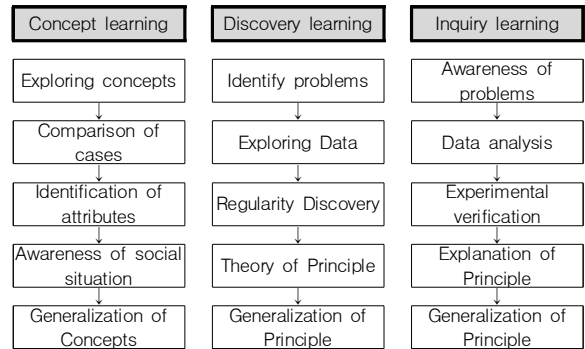 Concept learning
Exploring concepts
Comparison of
cases
Identification of
attributes
Awareness of social
situation
Generalization of
Concepts
Discovery learning
Identify problems
Exploring Data
Regularity Discovery
Theory of Principle
Generalization of
Principle
Inquiry learning
Awareness of
problems
Data analysis
Experimental
verification
Explanation of
Principle
Generalization of
Principle